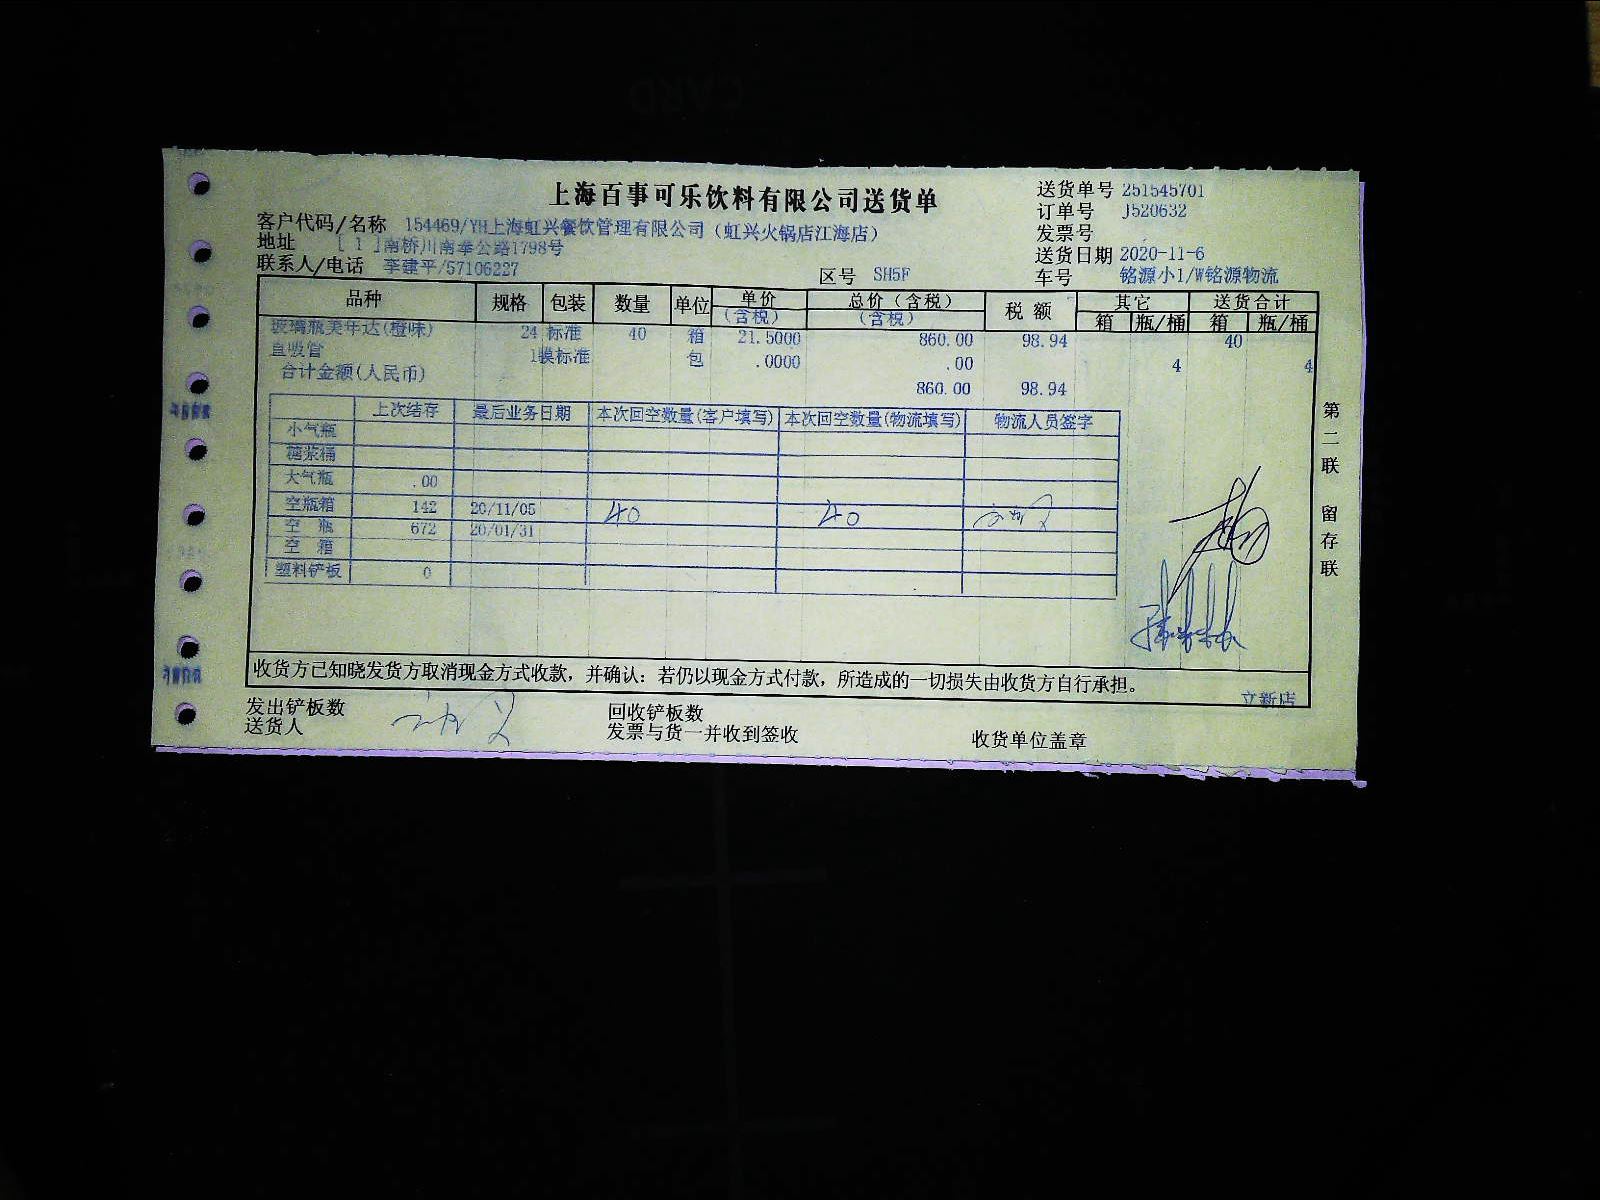 上海百事可乐饮料有限公司送货单
送货单号 251545701
客户代码/名称 154469/YH上海虹兴餐饮管理有限公司（虹兴火锅店江海店）
订单号 J520632
地址 [ 1 ]南桥川南奉公路1798号
发票号
联系人/电话 李建平/57106227
送货日期 2020-11-6
区号 SH5F
车号 铭源小1/W铭源物流
品种 规格 包装 数量 单位 单价（含税） 总价（含税） （含税） 税 额 其它 箱 瓶/桶 送货合计 箱 瓶/桶
玻璃瓶美年达(橙味) 24 标准 40 箱 21.5000 860.00 98.94 40
直吸管 1膜标准 包 .0000 .00 4 4
合计金额(人民币) 860.00 98.94
上次结存 最后业务日期 本次回空数量(客户填写) 本次回空数量(物流填写) 物流人员签字
小气瓶
糖浆桶
大气瓶 .00
空瓶箱 142 20/11/05 40 40
空 瓶 672 20/01/31
空 箱
塑料铲板 0
第二联 留存联
收货方已知晓发货方取消现金方式收款，并确认：若仍以现金方式付款，所造成的一切损失由收货方自行承担。
立新店
发出铲板数 回收铲板数
送货人 发票与货一并收到签收 收货单位盖章